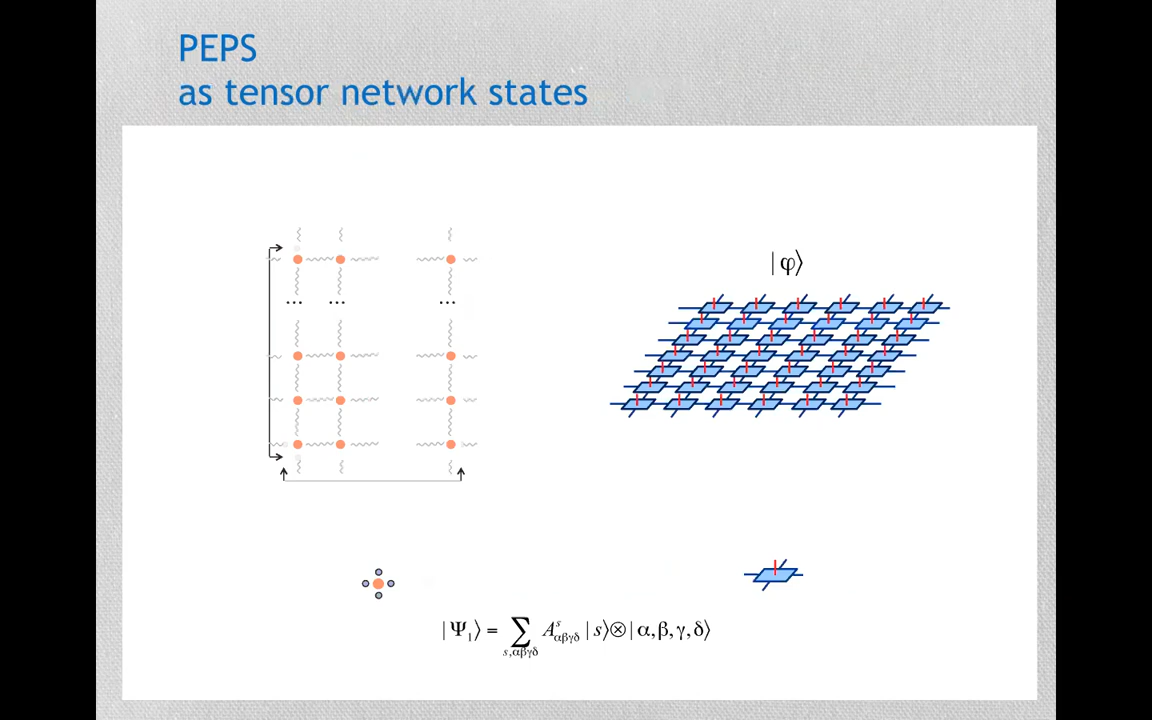 PEPS
as tensor network states
| φ⟩
... ... ...
| Ψ₁⟩ = ∑ A^s_αβγδ | s⟩⊗| α,β,γ,δ⟩
s,αβγδ